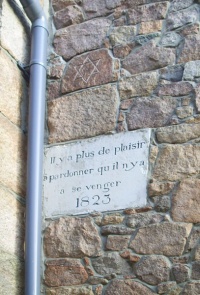 Il y a plus de plaisir
à pardonner qu'il n'y a
a se venger
1823